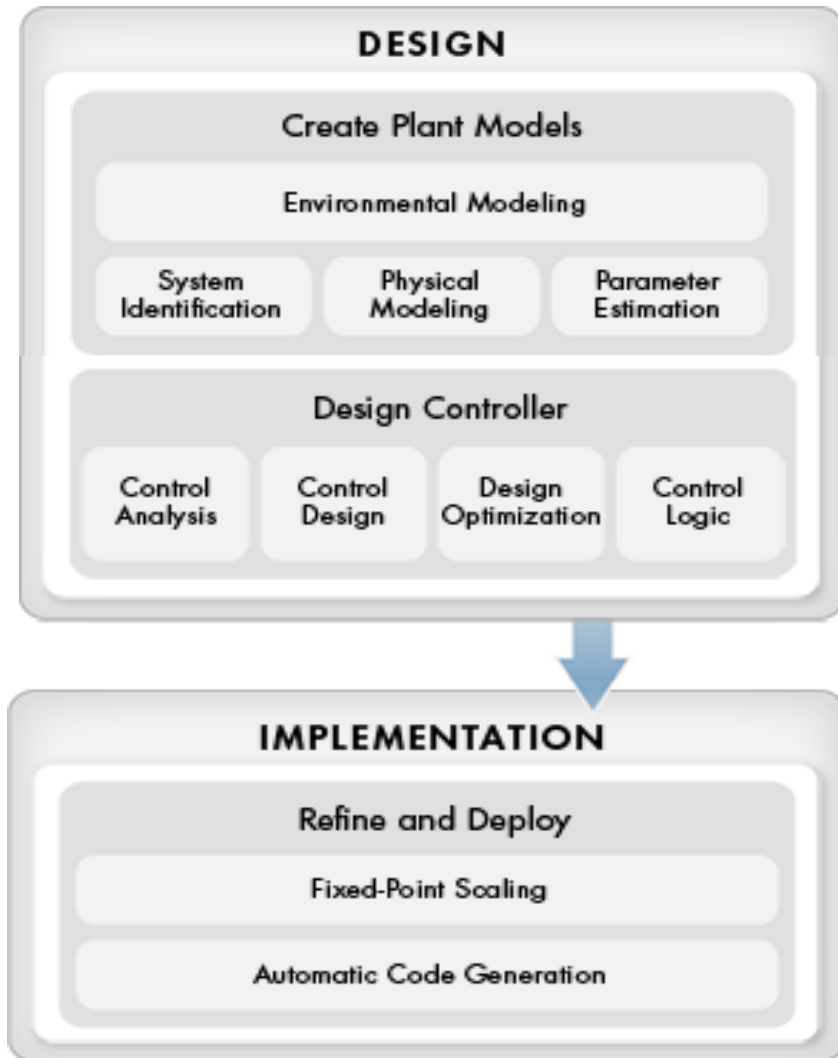 DESIGN
Create Plant Models
Environmental Modeling
System
Identification
Physical
Modeling
Parameter
Estimation
Design Controller
Control
Analysis
Control
Design
Design
Optimization
Control
Logic
IMPLEMENTATION
Refine and Deploy
Fixed-Point Scaling
Automatic Code Generation